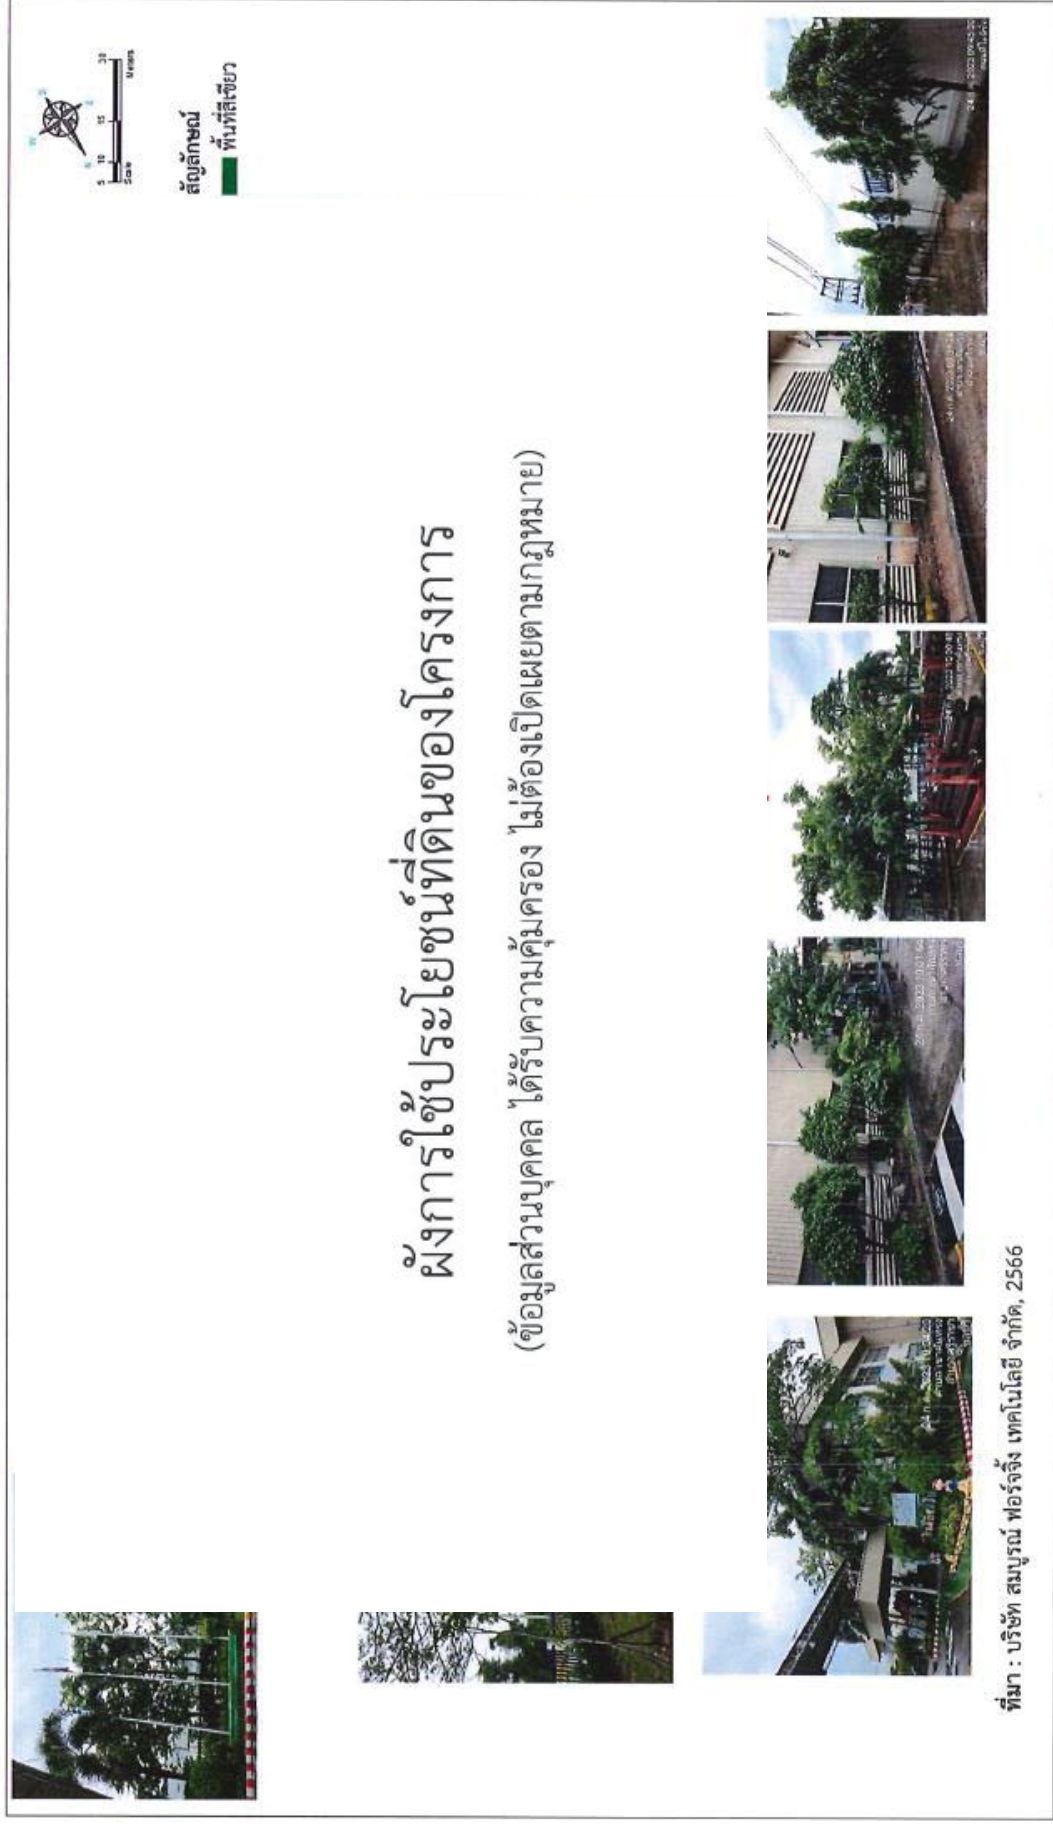 W
S
N
E
5 10 15 30
Scale
Meters
สัญลักษณ์
พื้นที่สีเขียว
ผังการใช้ประโยชน์ที่ดินของโครงการ
(ข้อมูลส่วนบุคคล ได้รับความคุ้มครอง ไม่ต้องเปิดเผยตามกฎหมาย)
ที่มา : บริษัท สมบูรณ์ ฟอร์จจิ้ง เทคโนโลยี จำกัด, 2566